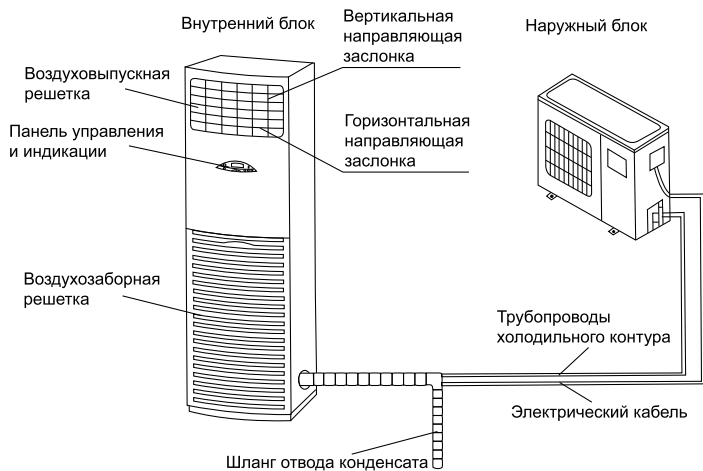 Внутренний блок
Вертикальная
направляющая
заслонка
Наружный блок
Воздуховыпускная
решетка
Панель управления
и индикации
Горизонтальная
направляющая
заслонка
Воздухозаборная
решетка
Трубопроводы
холодильного контура
Электрический кабель
Шланг отвода конденсата